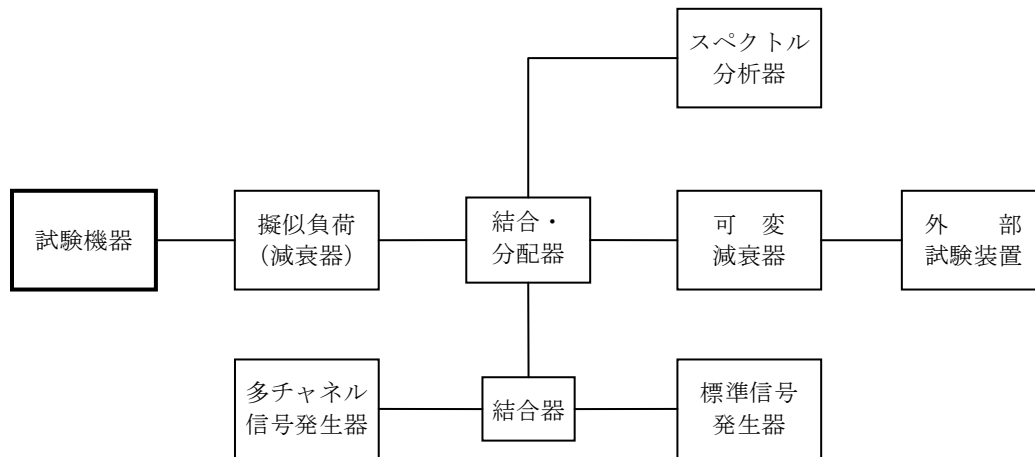 スペクトル
分析器
試験機器
擬似負荷
(減衰器)
結合・
分配器
可 変
減衰器
外 部
試験装置
多チャネル
信号発生器
結合器
標準信号
発生器